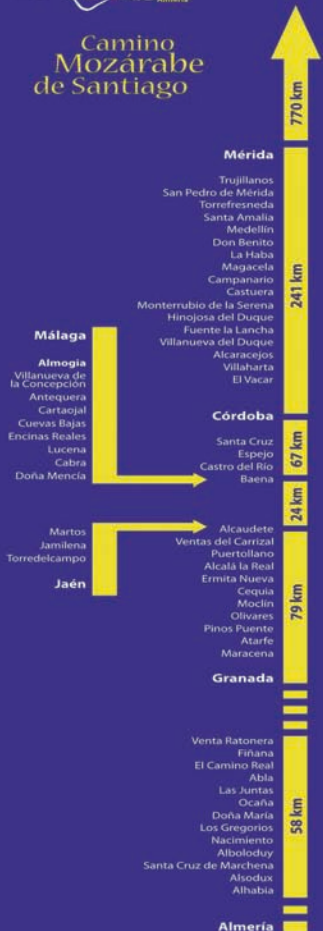 Almería
Camino
Mozárabe
de Santiago
770 km
Mérida
Trujillanos
San Pedro de Mérida
Torrefresneda
Santa Amalia
Medellín
Don Benito
La Haba
Magacela
Campanario
Castuera
Monterrubio de la Serena
Hinojosa del Duque
Fuente la Lancha
Villanueva del Duque
Alcaracejos
Villaharta
El Vacar
241 km
Málaga
Almogia
Villanueva de
la Concepción
Antequera
Cartaojal
Cuevas Bajas
Encinas Reales
Lucena
Cabra
Doña Mencía
Córdoba
Santa Cruz
Espejo
Castro del Río
Baena
67 km
24 km
Martos
Jamilena
Torredelcampo
Jaén
Alcaudete
Ventas del Carrizal
Puertollano
Alcalá la Real
Ermita Nueva
Cequia
Moclín
Olivares
Pinos Puente
Atarfe
Maracena
79 km
Granada
Venta Ratonera
Fiñana
El Camino Real
Abla
Las Juntas
Ocaña
Doña María
Los Gregorios
Nacimiento
Alboloduy
Santa Cruz de Marchena
Alsodux
Alhabia
58 km
Almería